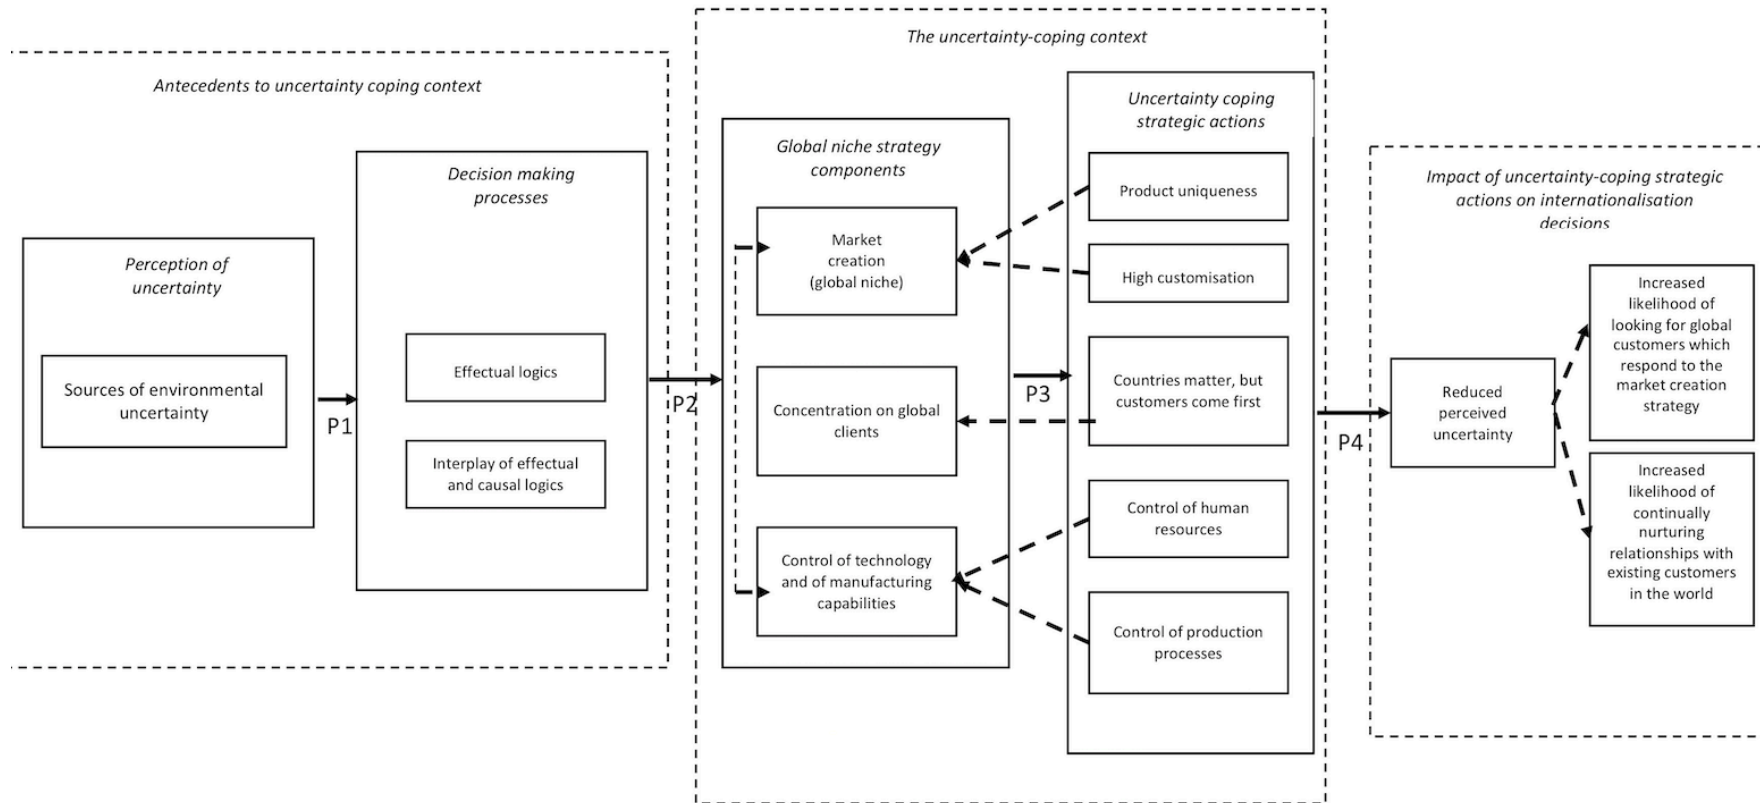 Antecedents to uncertainty coping context
Perception of
uncertainty
Sources of environmental
uncertainty
P1
Decision making
processes
Effectual logics
Interplay of effectual
and causal logics
P2
The uncertainty-coping context
Global niche strategy
components
Market
creation
(global niche)
Concentration on global
clients
Control of technology
and of manufacturing
capabilities
P3
Uncertainty coping
strategic actions
Product uniqueness
High customisation
Countries matter, but
customers come first
Control of human
resources
Control of production
processes
P4
Impact of uncertainty-coping strategic
actions on internationalisation
decisions
Reduced
perceived
uncertainty
Increased
likelihood of
looking for global
customers which
respond to the
market creation
strategy
Increased
likelihood of
continually
nurturing
relationships with
existing customers
in the world